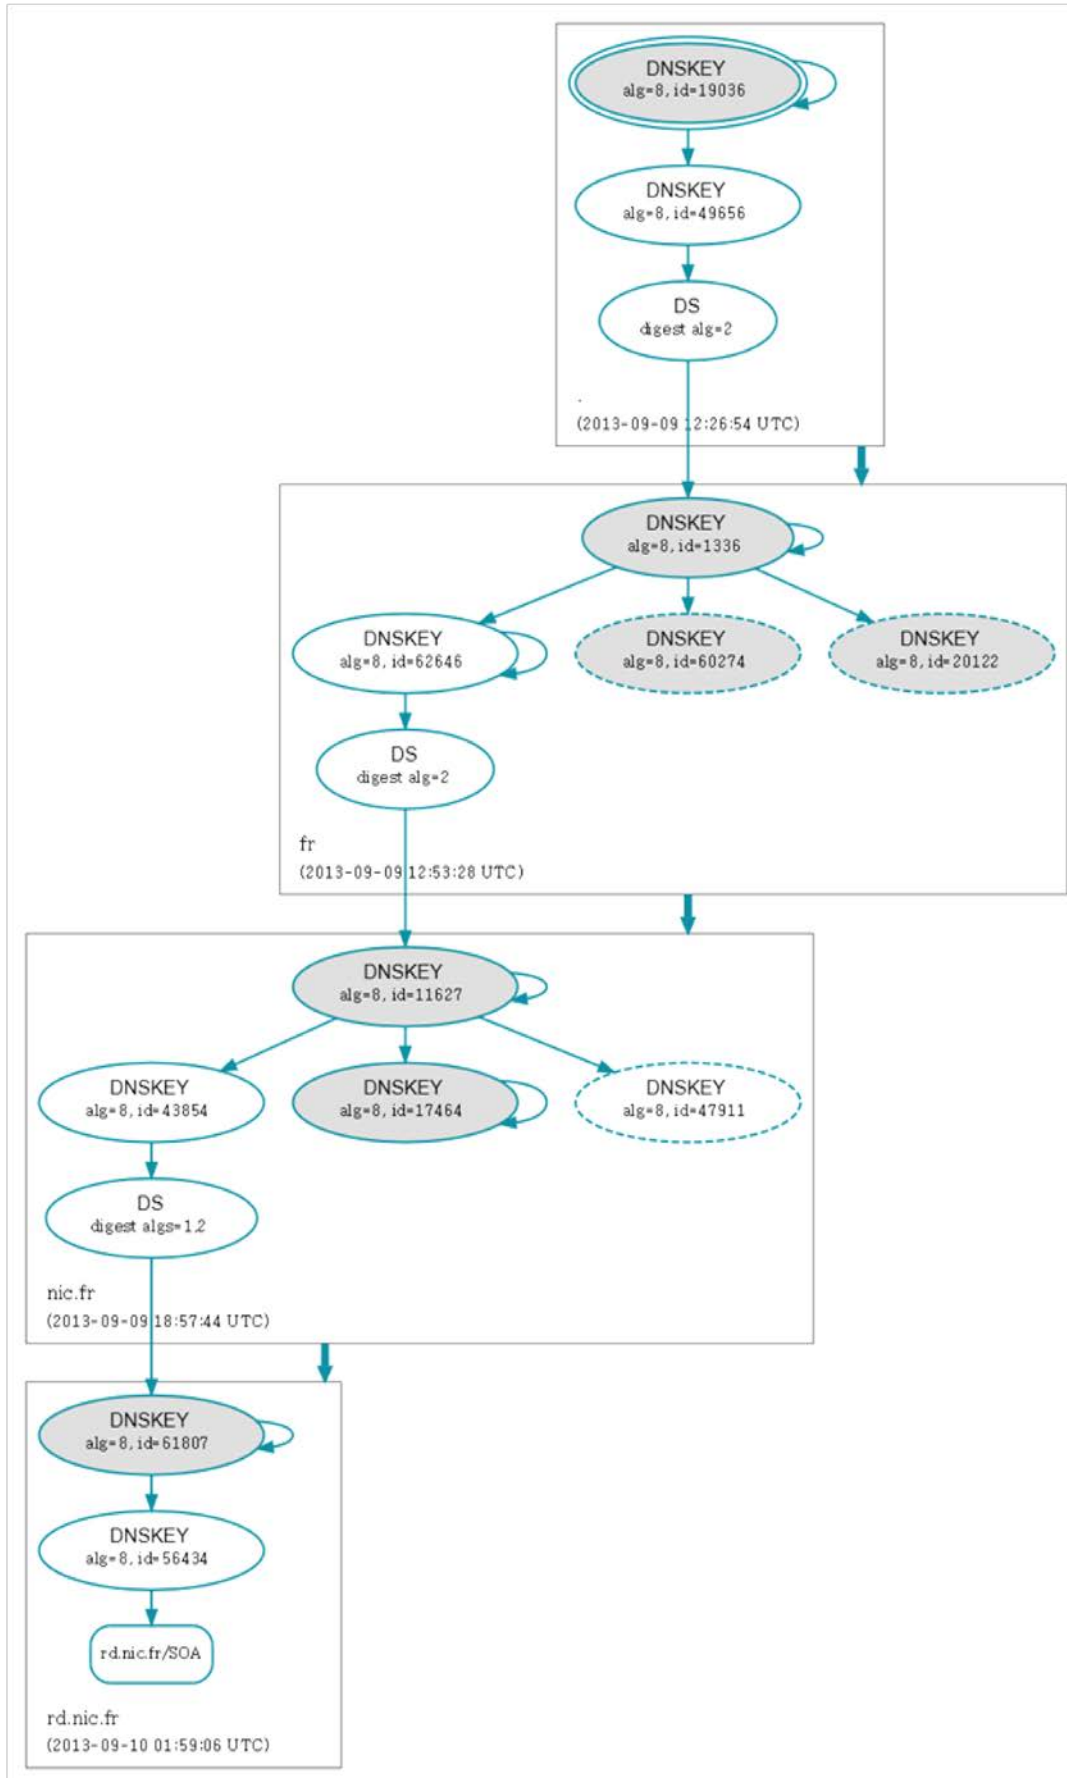 DNSKEY
alg=8, id=19036
DNSKEY
alg=8, id=49656
DS
digest alg=2
.
(2013-09-09 12:26:54 UTC)
DNSKEY
alg=8, id=1336
DNSKEY
alg=8, id=62646
DNSKEY
alg=8, id=60274
DNSKEY
alg=8, id=20122
DS
digest alg=2
fr
(2013-09-09 12:53:28 UTC)
DNSKEY
alg=8, id=11627
DNSKEY
alg=8, id=43854
DNSKEY
alg=8, id=17464
DNSKEY
alg=8, id=47911
DS
digest algs=1,2
nic.fr
(2013-09-09 18:57:44 UTC)
DNSKEY
alg=8, id=61807
DNSKEY
alg=8, id=56434
rd.nic.fr/SOA
rd.nic.fr
(2013-09-10 01:59:06 UTC)